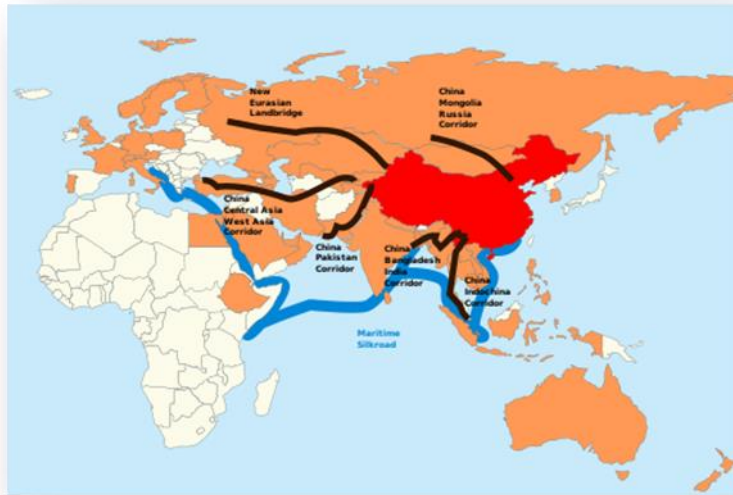 New
Eurasian
Landbridge
China
Mongolia
Russia
Corridor
China
Central Asia
West Asia
Corridor
China
Pakistan
Corridor
China
Bangladesh
India
Corridor
China
Indochina
Corridor
Maritime
Silkroad